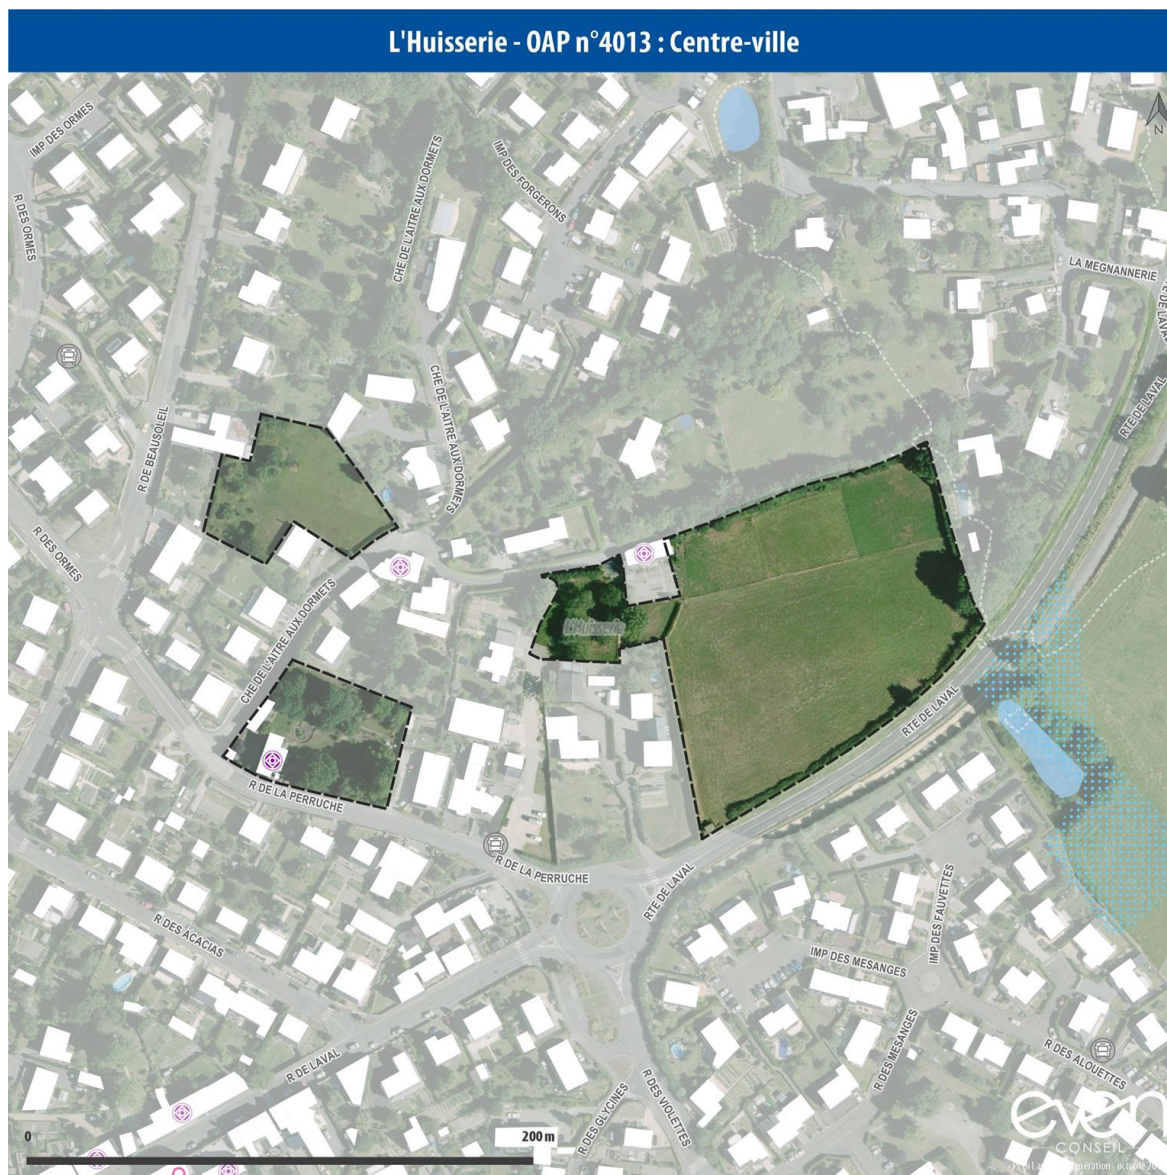 L'Huisserie - OAP n°4013 : Centre-ville
IMP DES ORMES
R DES ORMES
CHE DE L'AITRE AUX DORMETS
IMP DES FORGERONS
N
LA MEGNANNERIE
RTE DE LAVAL
R DE BEAUSOLEIL
CHE DE L'AITRE AUX DORMETS
R DES ORMES
L'Huisserie
CHE DE L'AITRE AUX DORMETS
RTE DE LAVAL
R DE LA PERRUCHE
R DE LA PERRUCHE
RTE DE LAVAL
R DES ACACIAS
IMP DES FAUVETTES
IMP DES MESANGES
R DE LAVAL
R DES MESANGES
R DES ALOUETTES
R DES GLYCINES
R DES VIOLETTES
even
CONSEIL
0
200 m